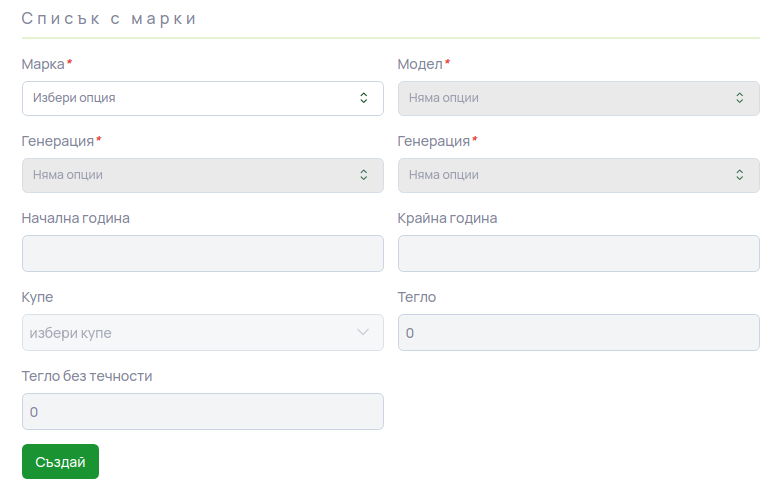 Списък с марки
Марка* Модел*
Избери опция Няма опции
Генерация* Генерация*
Няма опции Няма опции
Начална година Крайна година
Купе Тегло
избери купе 0
Тегло без течности
0
Създай